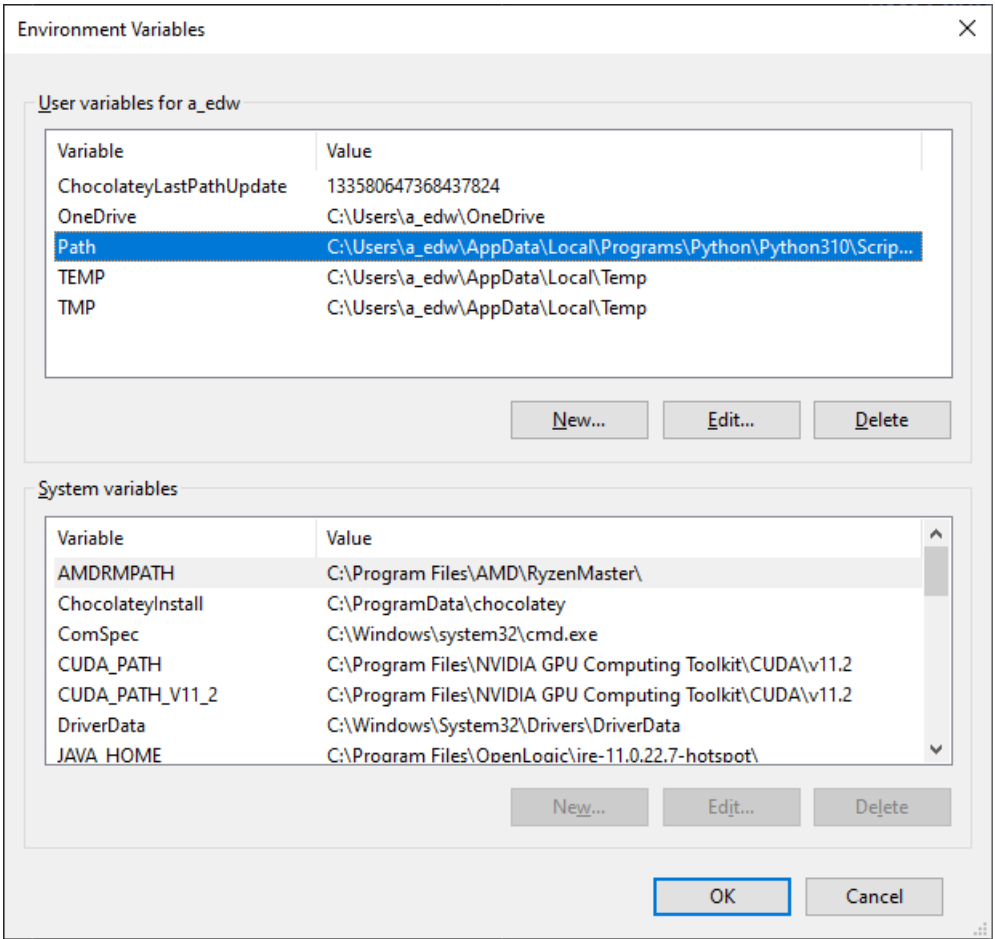 Environment Variables
User variables for a_edw
Variable Value
ChocolateyLastPathUpdate 133580647368437824
OneDrive C:\Users\a_edw\OneDrive
Path C:\Users\a_edw\AppData\Local\Programs\Python\Python310\Scrip...
TEMP C:\Users\a_edw\AppData\Local\Temp
TMP C:\Users\a_edw\AppData\Local\Temp
New... Edit... Delete
System variables
Variable Value
AMDRMPATH C:\Program Files\AMD\RyzenMaster\
ChocolateyInstall C:\ProgramData\chocolatey
ComSpec C:\Windows\system32\cmd.exe
CUDA_PATH C:\Program Files\NVIDIA GPU Computing Toolkit\CUDA\v11.2
CUDA_PATH_V11_2 C:\Program Files\NVIDIA GPU Computing Toolkit\CUDA\v11.2
DriverData C:\Windows\System32\Drivers\DriverData
JAVA_HOME C:\Program Files\OpenLogic\jre-11.0.22.7-hotspot\
New... Edit... Delete
OK Cancel